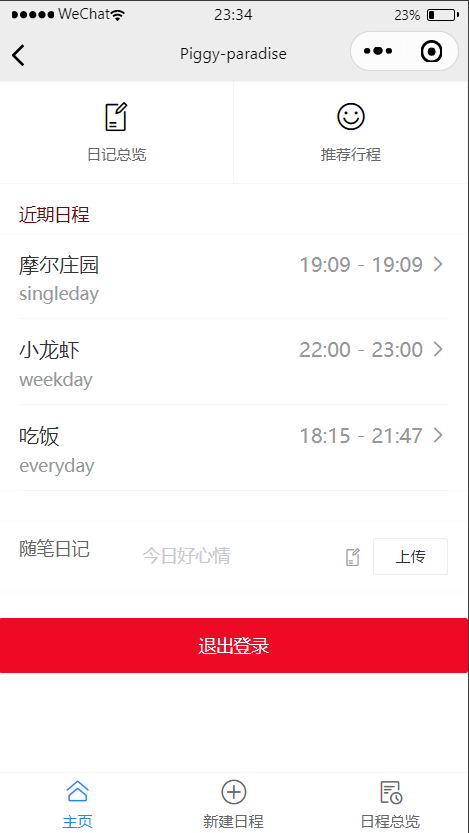 WeChat 23:34 23%
Piggy-paradise
日记总览 推荐行程
近期日程
摩尔庄园 19:09 - 19:09
singleday
小龙虾 22:00 - 23:00
weekday
吃饭 18:15 - 21:47
everyday
随笔日记 今日好心情 上传
退出登录
主页 新建日程 日程总览